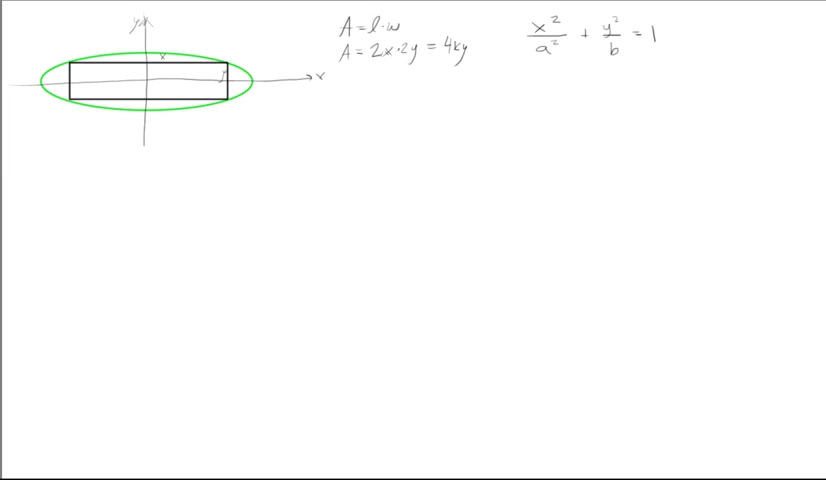 y
x
y
x
A = l·w
A = 2x·2y = 4xy
x²/a² + y²/b = 1